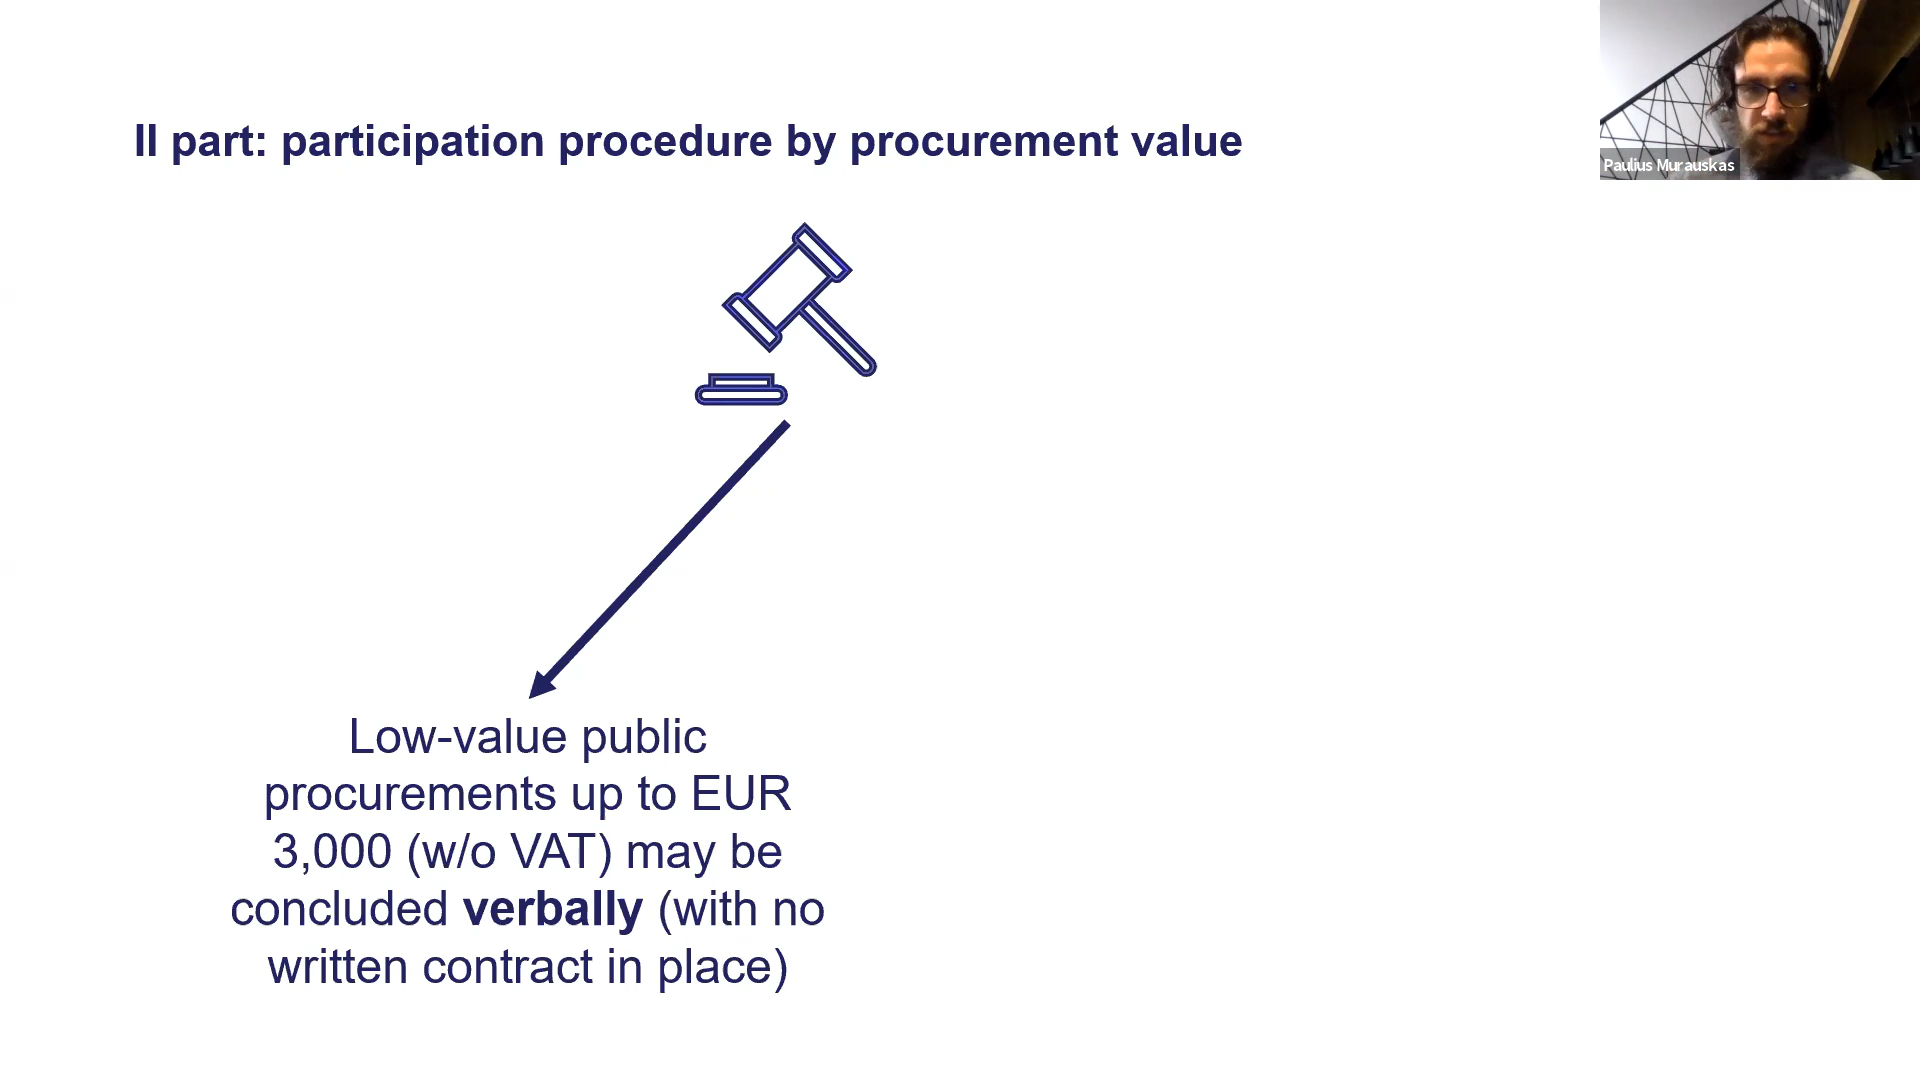 II part: participation procedure by procurement value
Paulius Murauskas
Low-value public
procurements up to EUR
3,000 (w/o VAT) may be
concluded verbally (with no
written contract in place)